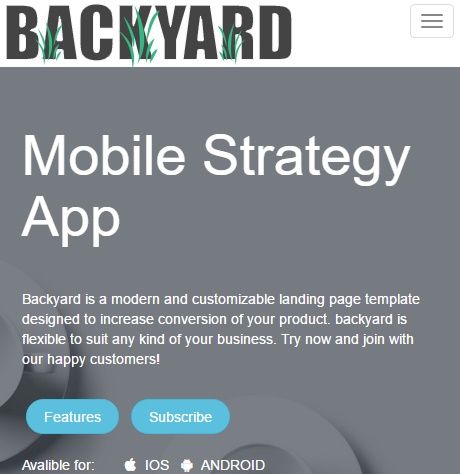 BACKYARD
Mobile Strategy
App
Backyard is a modern and customizable landing page template
designed to increase conversion of your product. backyard is
flexible to suit any kind of your business. Try now and join with
our happy customers!
Features Subscribe
Avalible for: IOS ANDROID